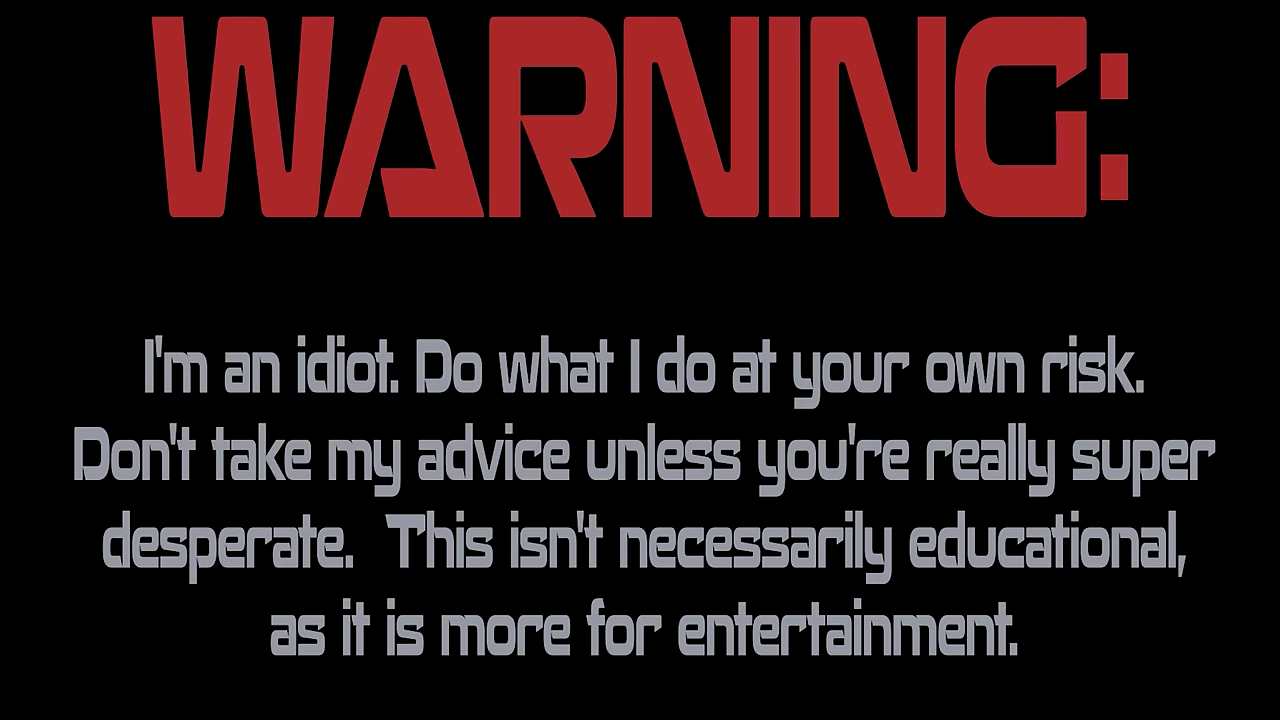 WARNING:
I'm an idiot. Do what I do at your own risk.
Don't take my advice unless you're really super
desperate.  This isn't necessarily educational,
as it is more for entertainment.